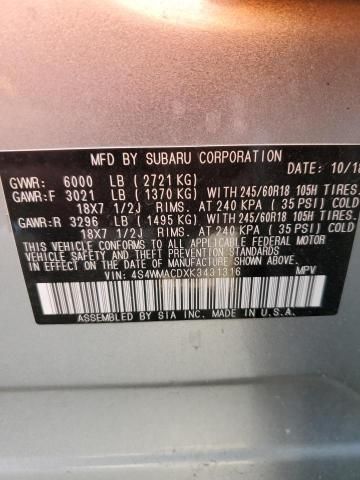 MFD BY SUBARU CORPORATION DATE: 10/18
GVWR: 6000 LB (2721 KG)
GAWR:F 3021 LB (1370 KG) WITH 245/60R18 105H TIRES.
18X7 1/2J RIMS. AT 240 KPA ( 35 PSI) COLD
GAWR:R 3296 LB (1495 KG) WITH 245/60R18 105H TIRES.
18X7 1/2J RIMS. AT 240 KPA ( 35 PSI) COLD
THIS VEHICLE CONFORMS TO ALL APPLICABLE FEDERAL MOTOR
VEHICLE SAFETY, BUMPER, AND THEFT PREVENTION STANDARDS
IN EFFECT ON THE DATE OF MANUFACTURE SHOWN ABOVE.
VIN: 4S4WMACDXK3431316 MPV
ASSEMBLED BY SIA INC. MADE IN U.S.A.